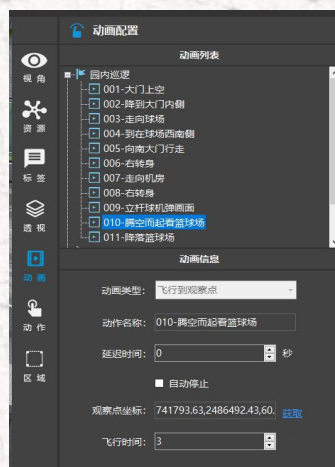 动画配置
动画列表
视角
园内巡逻
001-大门上空
002-降到大门内侧
003-走向球场
资源
004-到在球场西南侧
005-向南大门行走
006-右转身
标签
007-走向机房
008-右转身
009-立杆球机弹画面
透视
010-腾空而起看篮球场
011-降落篮球场
动画信息
动画
动画类型: 飞行到观察点
动作
动作名称: 010-腾空而起看篮球场
延迟时间: 0 秒
区域
自动停止
观察点坐标: 741793.63,2486492.43,60. 获取
飞行时间: 3